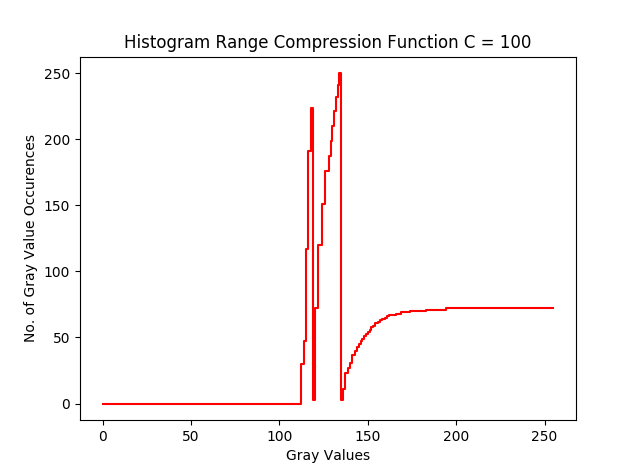 Histogram Range Compression Function C = 100
No. of Gray Value Occurences
250
200
150
100
50
0
0 50 100 150 200 250
Gray Values